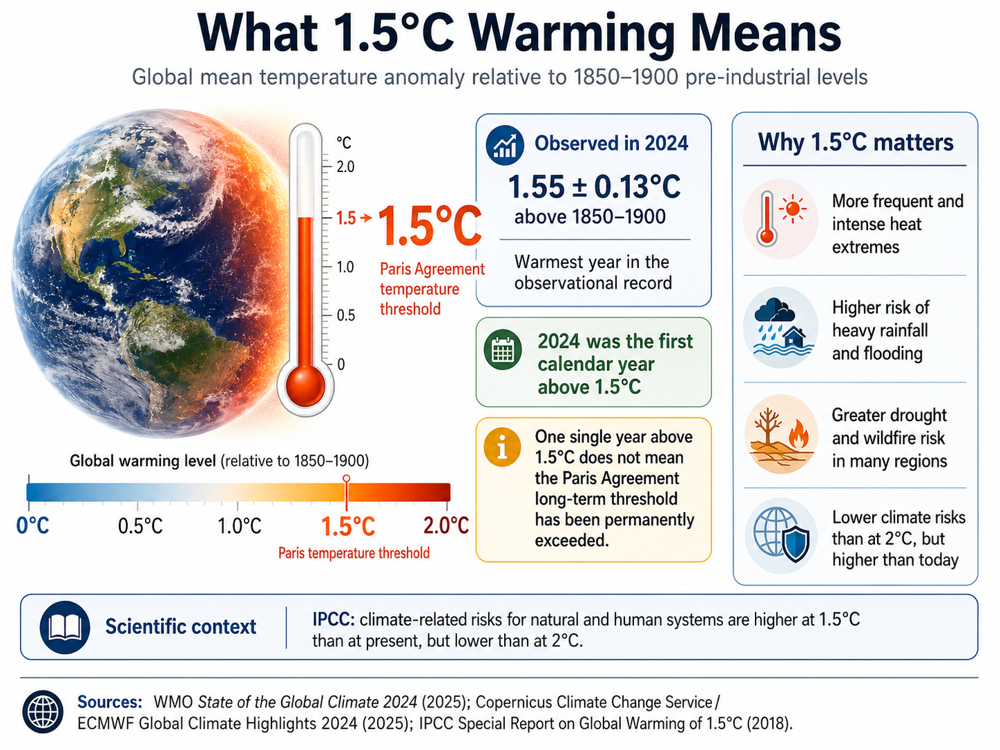 What 1.5°C Warming Means
Global mean temperature anomaly relative to 1850–1900 pre-industrial levels
°C
2.0
1.5
1.0
0.5
0
1.5°C
Paris Agreement
temperature
threshold
Global warming level (relative to 1850–1900)
0°C
0.5°C
1.0°C
1.5°C
2.0°C
Paris temperature threshold
Observed in 2024
1.55 ± 0.13°C
above 1850–1900
Warmest year in the
observational record
2024 was the first
calendar year
above 1.5°C
One single year above
1.5°C does not mean
the Paris Agreement
long-term threshold
has been permanently
exceeded.
Why 1.5°C matters
More frequent and
intense heat
extremes
Higher risk of
heavy rainfall
and flooding
Greater drought
and wildfire risk
in many regions
Lower climate risks
than at 2°C, but
higher than today
Scientific context
IPCC: climate-related risks for natural and human systems are higher at 1.5°C
than at present, but lower than at 2°C.
Sources: WMO State of the Global Climate 2024 (2025); Copernicus Climate Change Service/
ECMWF Global Climate Highlights 2024 (2025); IPCC Special Report on Global Warming of 1.5°C (2018).